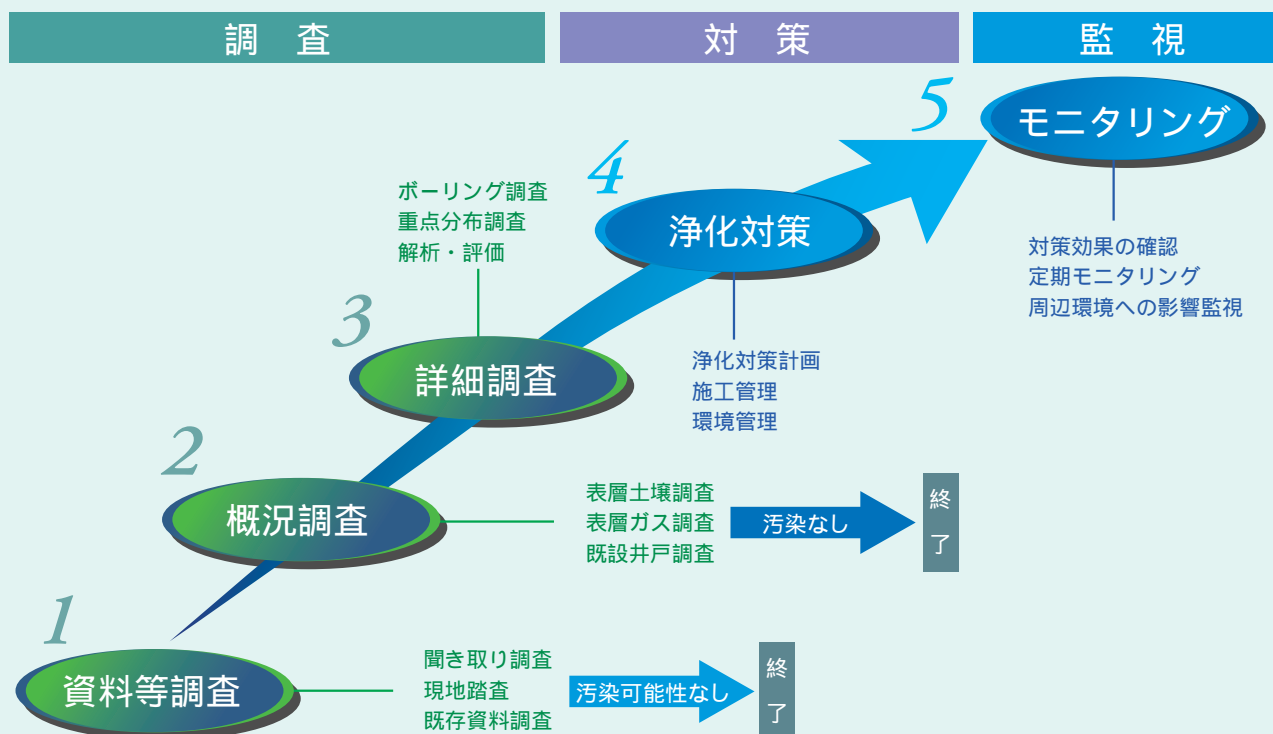 調査
対策
監視
5
モニタリング
対策効果の確認
定期モニタリング
周辺環境への影響監視
4
浄化対策
浄化対策計画
施工管理
環境管理
ボーリング調査
重点分布調査
解析・評価
3
詳細調査
2
概況調査
表層土壌調査
表層ガス調査
既設井戸調査
汚染なし
終了
1
資料等調査
聞き取り調査
現地踏査
既存資料調査
汚染可能性なし
終了